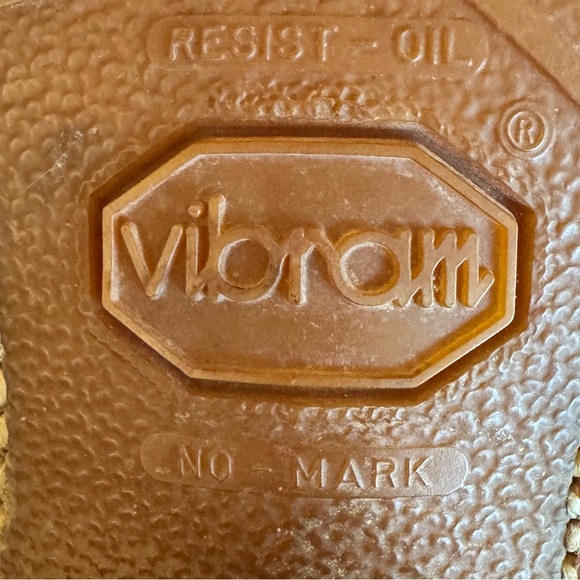 RESIST - OIL
®
vibram
NO - MARK